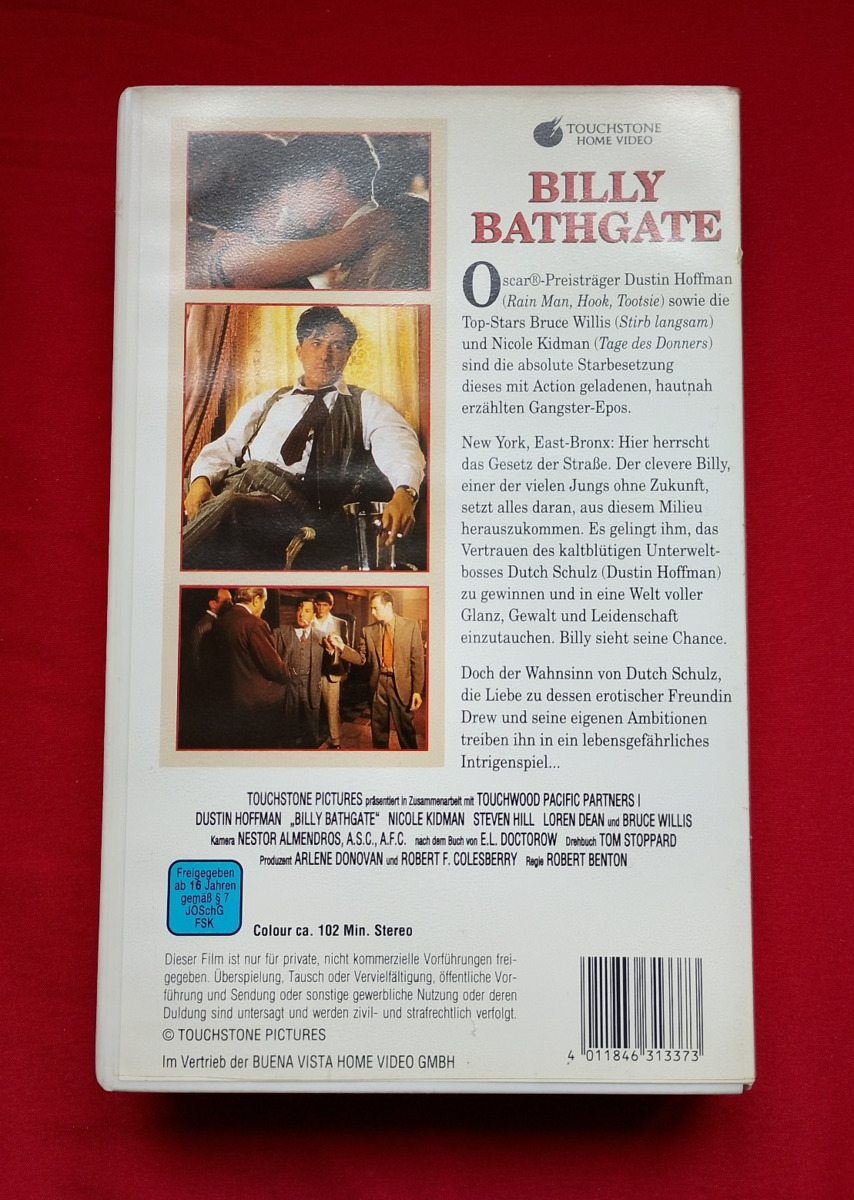 TOUCHSTONE
HOME VIDEO
BILLY
BATHGATE
Oscar®-Preisträger Dustin Hoffman
(Rain Man, Hook, Tootsie) sowie die
Top-Stars Bruce Willis (Stirb langsam)
und Nicole Kidman (Tage des Donners)
sind die absolute Starbesetzung
dieses mit Action geladenen, hautnah
erzählten Gangster-Epos.
New York, East-Bronx: Hier herrscht
das Gesetz der Straße. Der clevere Billy,
einer der vielen Jungs ohne Zukunft,
setzt alles daran, aus diesem Milieu
herauszukommen. Es gelingt ihm, das
Vertrauen des kaltblütigen Unterwelt-
bosses Dutch Schulz (Dustin Hoffman)
zu gewinnen und in eine Welt voller
Glanz, Gewalt und Leidenschaft
einzutauchen. Billy sieht seine Chance.
Doch der Wahnsinn von Dutch Schulz,
die Liebe zu dessen erotischer Freundin
Drew und seine eigenen Ambitionen
treiben ihn in ein lebensgefährliches
Intrigenspiel...
TOUCHSTONE PICTURES präsentiert in Zusammenarbeit mit TOUCHWOOD PACIFIC PARTNERS I
DUSTIN HOFFMAN „BILLY BATHGATE“ NICOLE KIDMAN STEVEN HILL LOREN DEAN und BRUCE WILLIS
Kamera NESTOR ALMENDROS, A.S.C., A.F.C. nach dem Buch von E.L. DOCTOROW Drehbuch TOM STOPPARD
Produzent ARLENE DONOVAN und ROBERT F. COLESBERRY Regie ROBERT BENTON
Freigegeben
ab 16 Jahren
gemäß § 7
JÖSchG
FSK
Colour ca. 102 Min. Stereo
Dieser Film ist nur für private, nicht kommerzielle Vorführungen frei-
gegeben. Überspielung, Tausch oder Vervielfältigung, öffentliche Vor-
führung und Sendung oder sonstige gewerbliche Nutzung oder deren
Duldung sind untersagt und werden zivil- und strafrechtlich verfolgt.
© TOUCHSTONE PICTURES
Im Vertrieb der BUENA VISTA HOME VIDEO GMBH
4 011846 313373